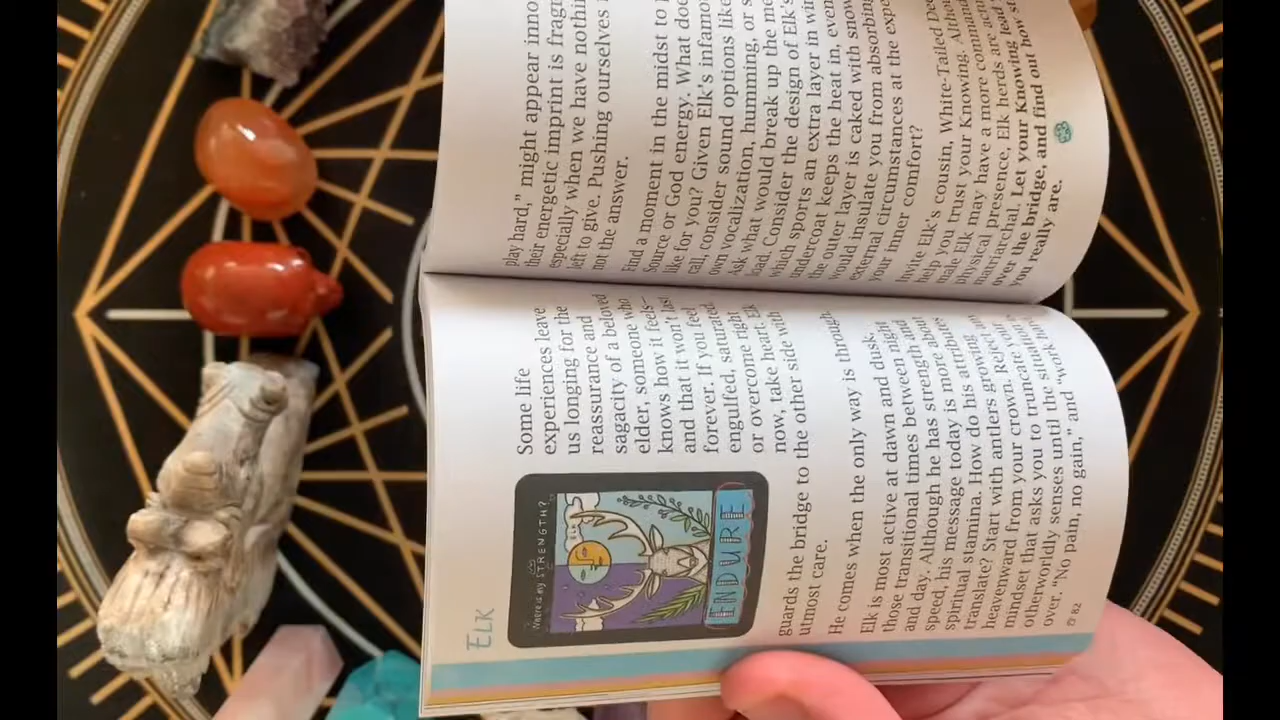 ELK
WHERE is my STRENGTH?
ENDURE
Some life
experiences leave
us longing for the
reassurance and
sagacity of a beloved
elder, someone who
knows how it feels—
and that it won't last
forever. If you feel
engulfed, saturated
or overcome right
now, take heart. Elk
guards the bridge to the other side with
utmost care.
He comes when the only way is through.
Elk is most active at dawn and dusk,
those transitional times between night
and day. Although he has strength and
speed, his message today is more about
spiritual stamina. How do his attributes
translate? Start with antlers growing
heavenward from your crown. Reject any
mindset that asks you to truncate your
otherworldly senses until the situation is
over. "No pain, no gain," and "work
82
play hard," might appear
their energetic imprint is
especially when we have
left to give. Pushing ourselves
not the answer.
Find a moment in the midst to
Source or God energy. What
like for you? Given Elk's
call, consider sound options
own vocalization, humming, or
Ask what would break up the
load. Consider the design of Elk's
which sports an extra layer in
undercoat keeps the heat in, even
the outer layer is caked with
would insulate you from absorbing
external circumstances at the
your inner comfort?
Invite Elk's cousin, White-Tailed
help you trust your Knowing.
male Elk may have a more
physical presence, Elk herds are
marriarchal. Let your Knowing lead
over the bridge, and find out how
you really are.